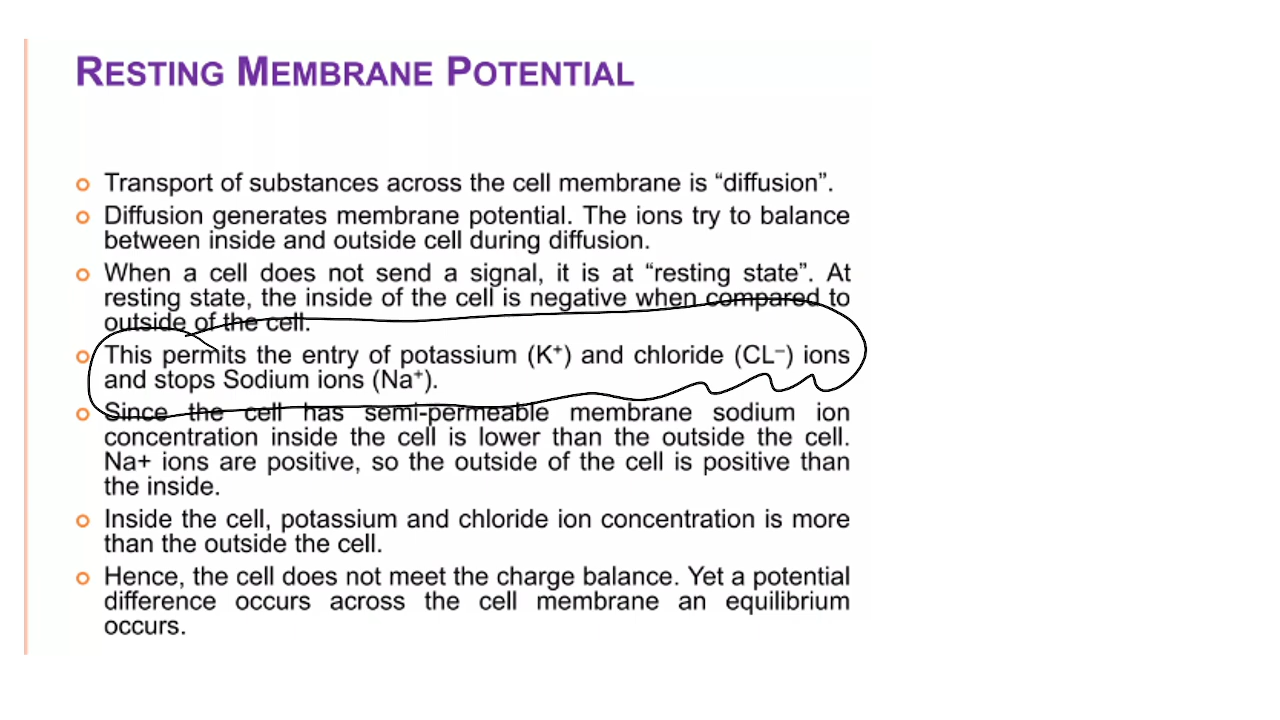 RESTING MEMBRANE POTENTIAL
Transport of substances across the cell membrane is “diffusion”.
Diffusion generates membrane potential. The ions try to balance
between inside and outside cell during diffusion.
When a cell does not send a signal, it is at “resting state”. At
resting state, the inside of the cell is negative when compared to
outside of the cell.
This permits the entry of potassium (K⁺) and chloride (CL⁻) ions
and stops Sodium ions (Na⁺).
Since the cell has semi-permeable membrane sodium ion
concentration inside the cell is lower than the outside the cell.
Na+ ions are positive, so the outside of the cell is positive than
the inside.
Inside the cell, potassium and chloride ion concentration is more
than the outside the cell.
Hence, the cell does not meet the charge balance. Yet a potential
difference occurs across the cell membrane an equilibrium
occurs.